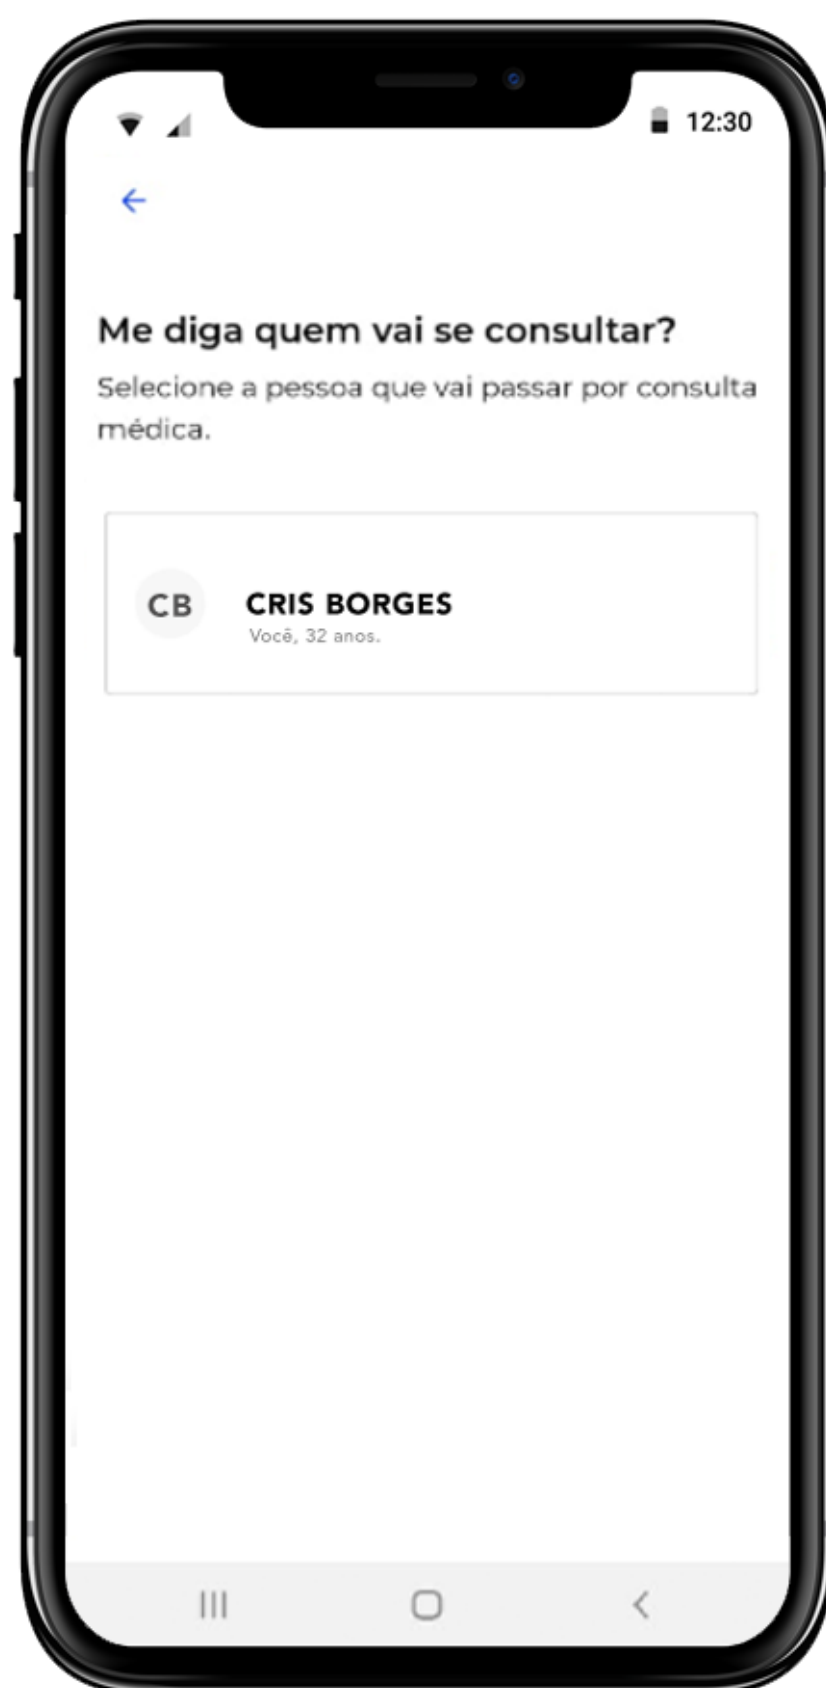 12:30
Me diga quem vai se consultar?
Selecione a pessoa que vai passar por consulta
médica.
CB
CRIS BORGES
Você, 32 anos.